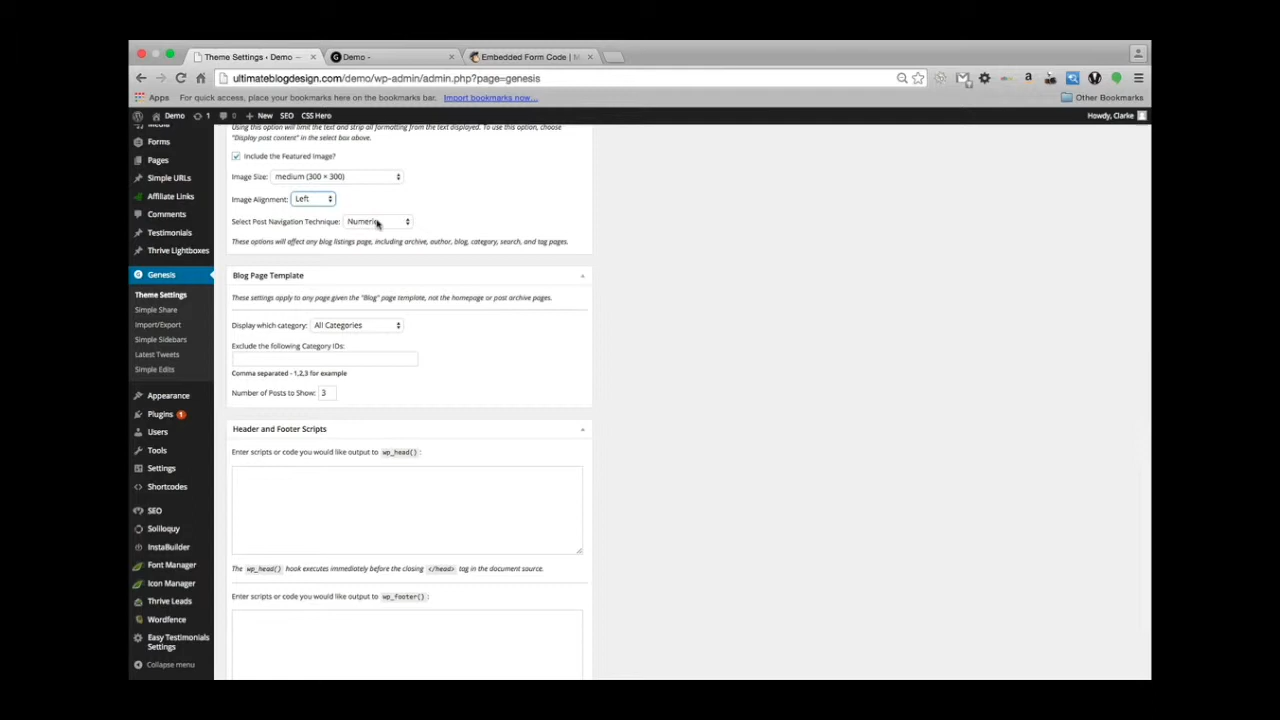 Theme Settings ‹ Demo —
Demo -
Embedded Form Code | M
ultimateblogdesign.com/demo/wp-admin/admin.php?page=genesis
Apps For quick access, place your bookmarks here on the bookmarks bar. Import bookmarks now...
Other Bookmarks
Demo 1 0 New SEO CSS Hero
Howdy, Clarke
Media
Forms
Pages
Simple URLs
Affiliate Links
Comments
Testimonials
Thrive Lightboxes
Genesis
Theme Settings
Simple Share
Import/Export
Simple Sidebars
Latest Tweets
Simple Edits
Appearance
Plugins 1
Users
Tools
Settings
Shortcodes
SEO
Soliloquy
InstaBuilder
Font Manager
Icon Manager
Thrive Leads
Wordfence
Easy Testimonials
Settings
Collapse menu
Using this option will limit the text and strip all formatting from the text displayed. To use this option, choose
"Display post content" in the select box above.
Include the Featured Image?
Image Size: medium (300 × 300)
Image Alignment: Left
Select Post Navigation Technique: Numeric
These options will affect any blog listings page, including archive, author, blog, category, search, and tag pages.
Blog Page Template
These settings apply to any page given the "Blog" page template, not the homepage or post archive pages.
Display which category: All Categories
Exclude the following Category IDs:
Comma separated - 1,2,3 for example
Number of Posts to Show: 3
Header and Footer Scripts
Enter scripts or code you would like output to wp_head() :
The wp_head() hook executes immediately before the closing </head> tag in the document source.
Enter scripts or code you would like output to wp_footer() :